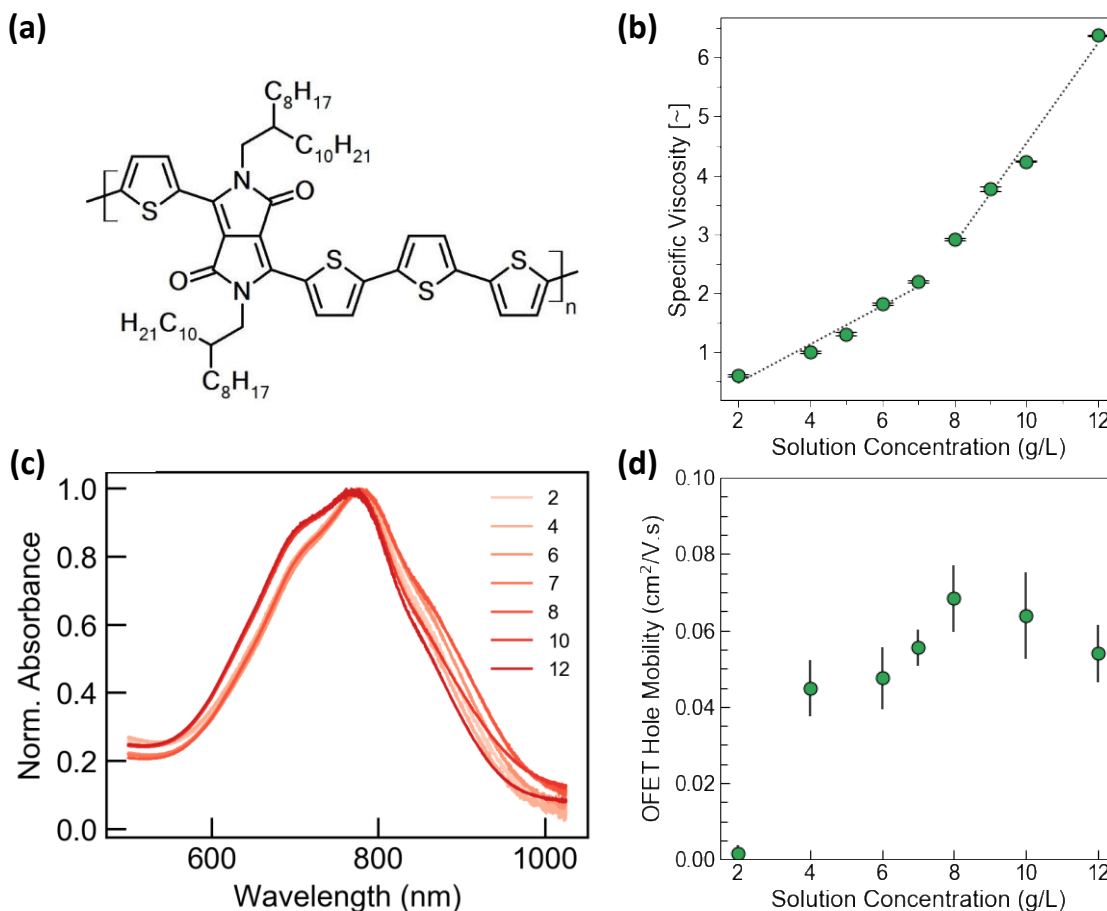 (a)
C8H17
C10H21
N
O
S
[
O
N
S
S
S
]n
H21C10
C8H17
(b)
Specific Viscosity [~]
6
5
4
3
2
1
2 4 6 8 10 12
Solution Concentration (g/L)
(c)
Norm. Absorbance
1.0
0.8
0.6
0.4
0.2
0.0
2
4
6
7
8
10
12
600 800 1000
Wavelength (nm)
(d)
OFET Hole Mobility (cm²/V.s)
0.10
0.08
0.06
0.04
0.02
0.00
2 4 6 8 10 12
Solution Concentration (g/L)